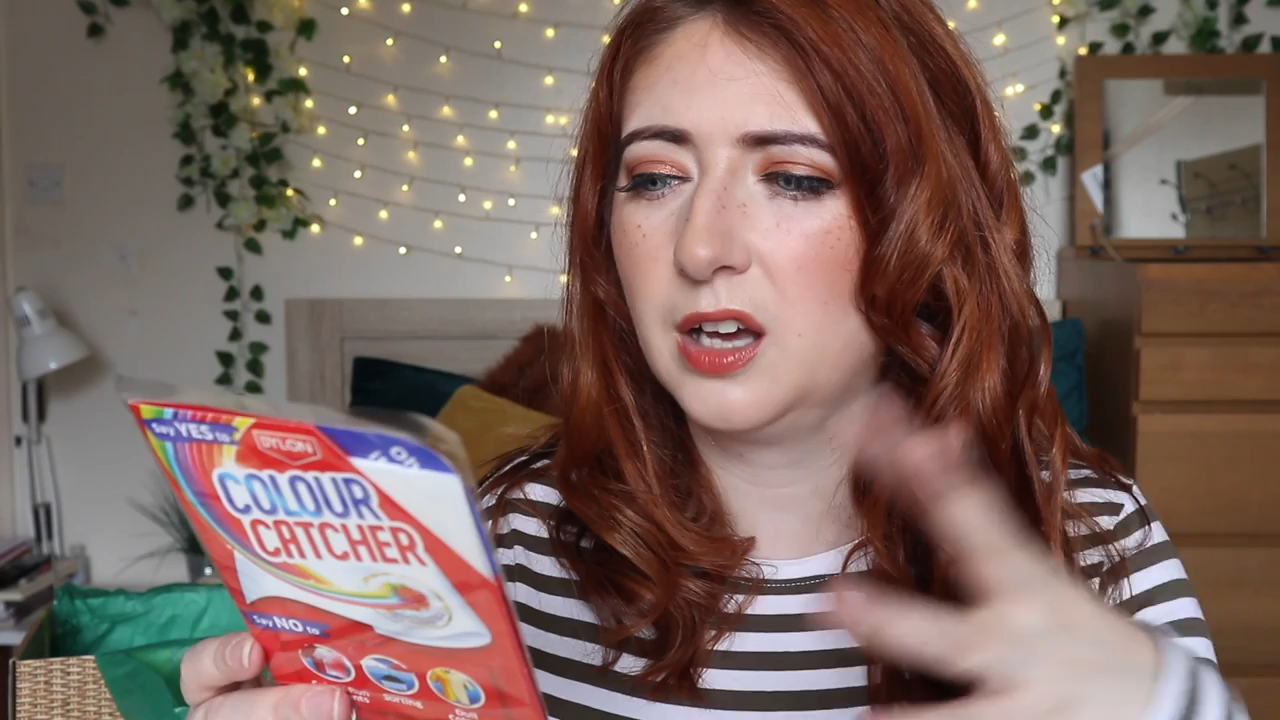 Say YES to
DYLON
COLOUR
CATCHER
Say NO to
Sorting